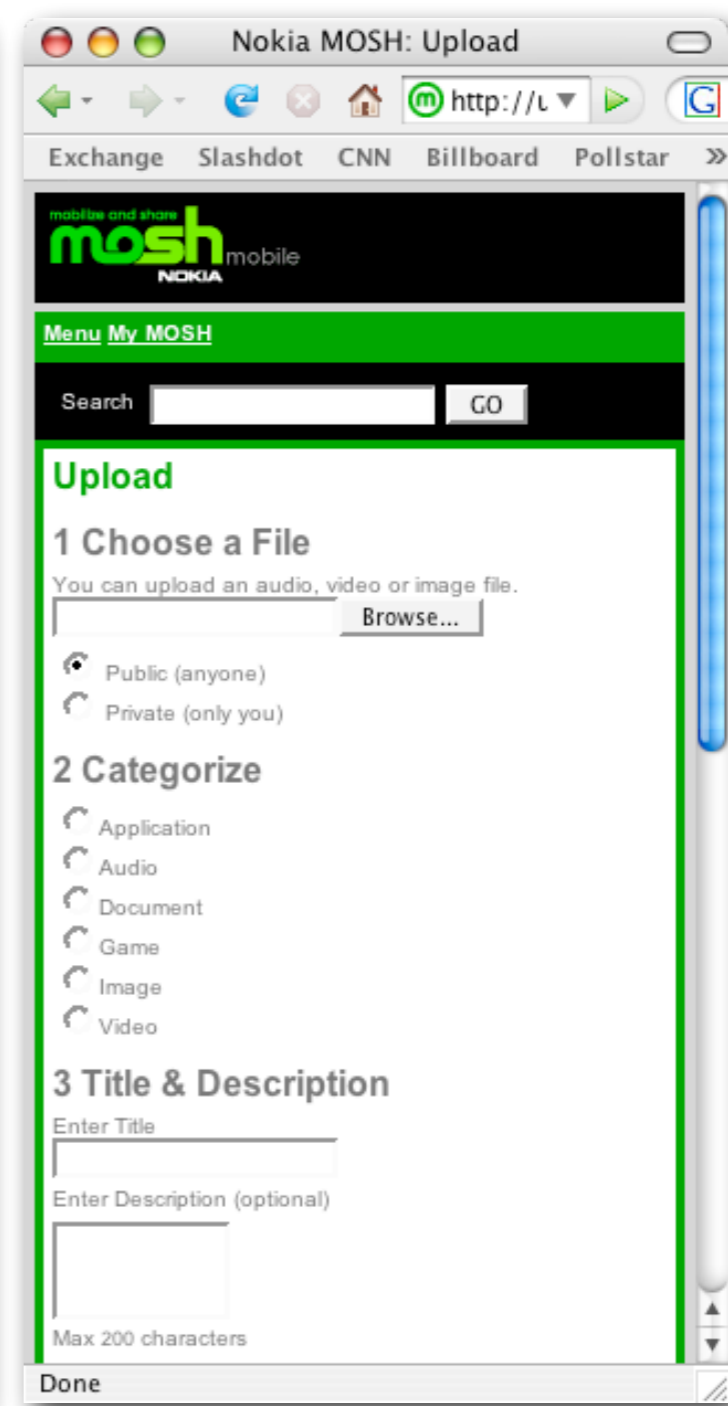 Nokia MOSH: Upload
http://u
G
Exchange Slashdot CNN Billboard Pollstar »
mobilize and share
mosh mobile
NOKIA
Menu My MOSH
Search GO
Upload
1 Choose a File
You can upload an audio, video or image file.
Browse...
Public (anyone)
Private (only you)
2 Categorize
Application
Audio
Document
Game
Image
Video
3 Title & Description
Enter Title
Enter Description (optional)
Max 200 characters
Done